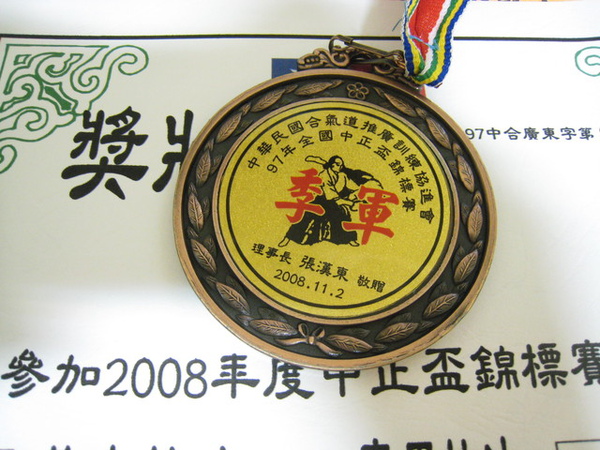 獎狀
97中合廣東字第
中華民國合氣道推廣訓練協進會
97年全國中正盃錦標賽
季軍
理事長 張漢東 敬贈
2008.11.2
參加2008年度中正盃錦標賽